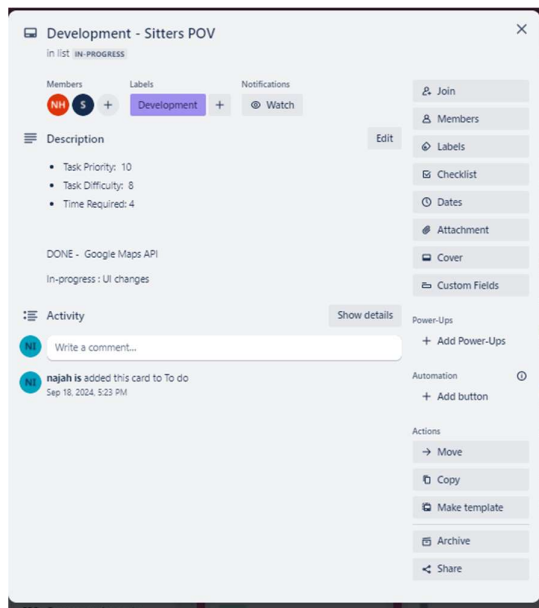 Development - Sitters POV
in list IN-PROGRESS
Members
Labels
Notifications
NH
S
Development
Watch
Description
Edit
Task Priority: 10
Task Difficulty: 8
Time Required: 4
DONE - Google Maps API
In-progress : UI changes
Activity
Show details
NI
Write a comment...
NI
najah is added this card to To do
Sep 18, 2024, 5:23 PM
Join
Members
Labels
Checklist
Dates
Attachment
Cover
Custom Fields
Power-Ups
+ Add Power-Ups
Automation
+ Add button
Actions
Move
Copy
Make template
Archive
Share